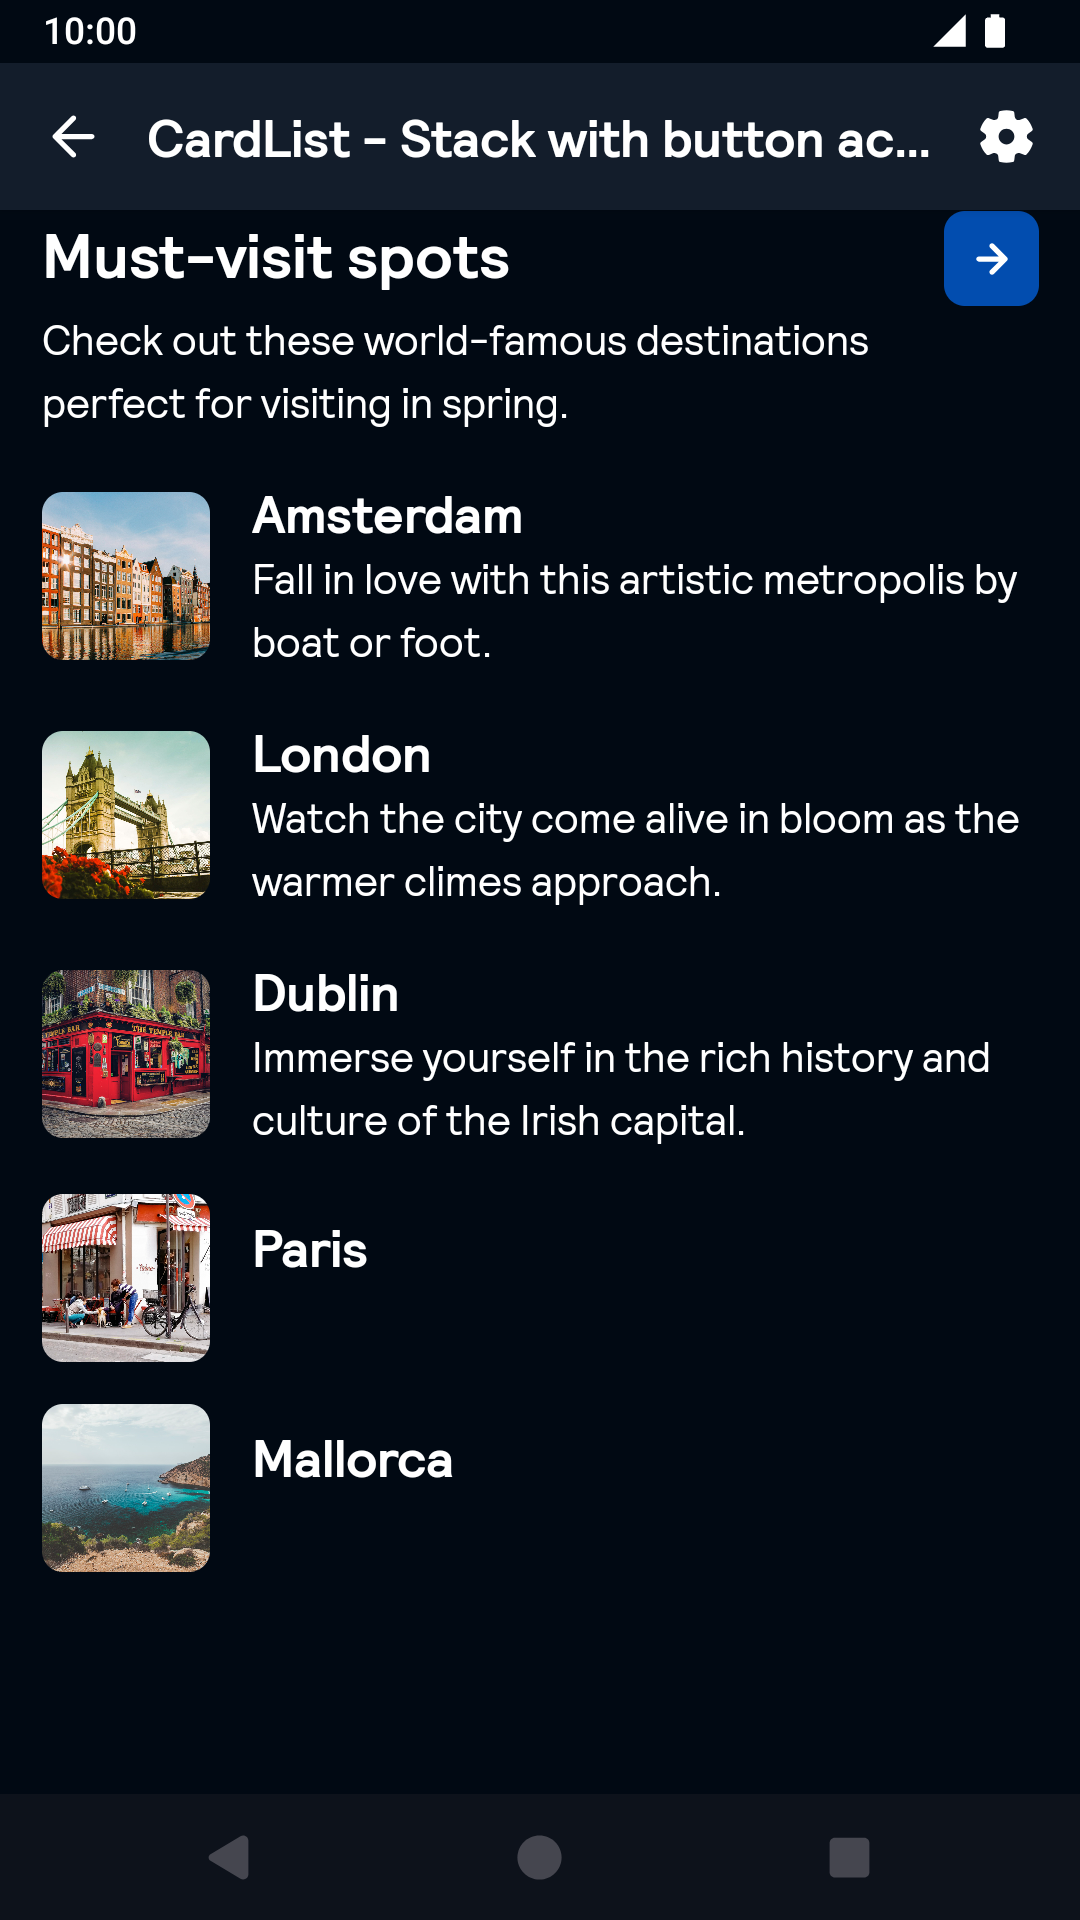 10:00
CardList - Stack with button ac...
Must-visit spots
Check out these world-famous destinations
perfect for visiting in spring.
Amsterdam
Fall in love with this artistic metropolis by
boat or foot.
London
Watch the city come alive in bloom as the
warmer climes approach.
Dublin
Immerse yourself in the rich history and
culture of the Irish capital.
THE TEMPLE BAR
Paris
Mallorca